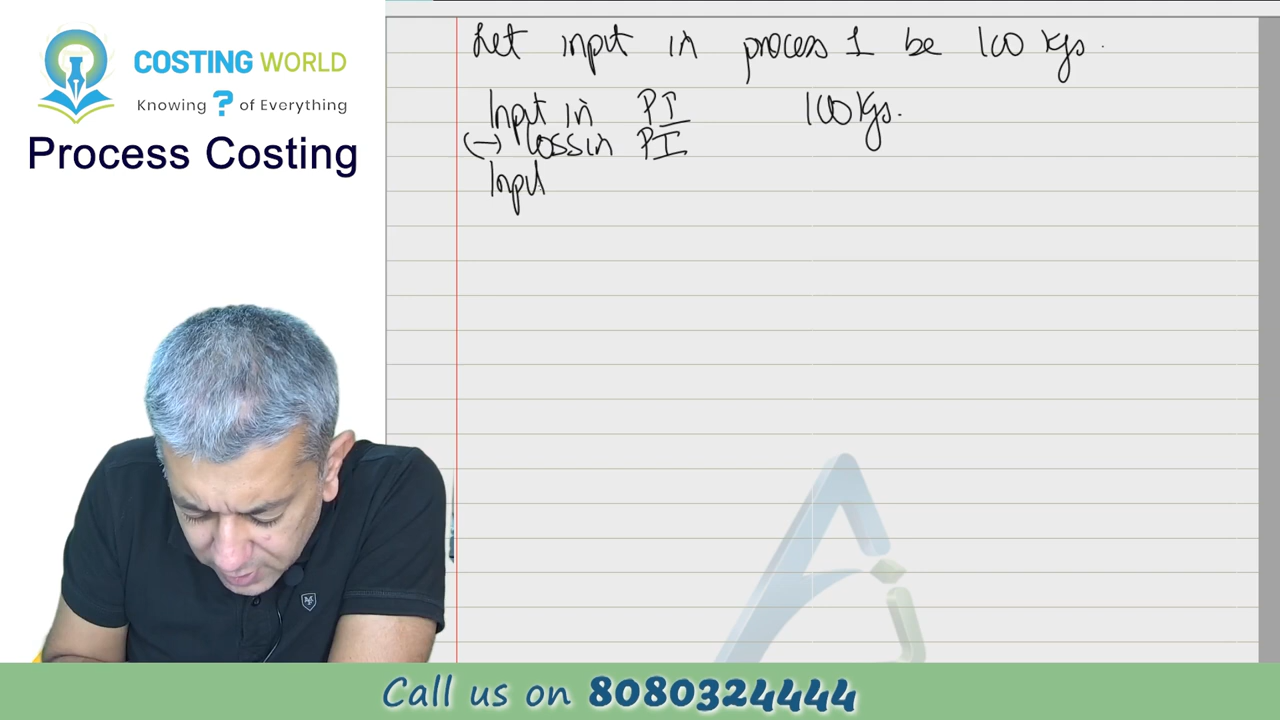 COSTING WORLD
Knowing ? of Everything
Process Costing
Let input in process 1 be 100 kgs.
Input in PI 100 kgs.
(-) Loss in PI
Input
Call us on 8080324444